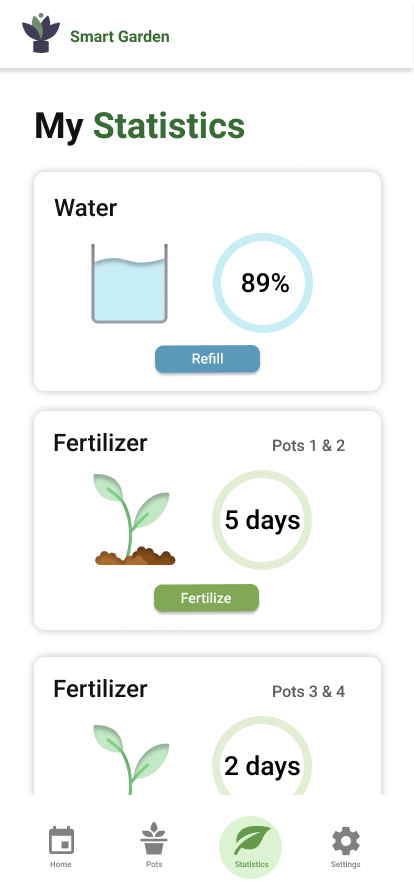 Smart Garden
My Statistics
Water
89%
Refill
Fertilizer
Pots 1 & 2
5 days
Fertilize
Fertilizer
Pots 3 & 4
2 days
Home
Pots
Statistics
Settings